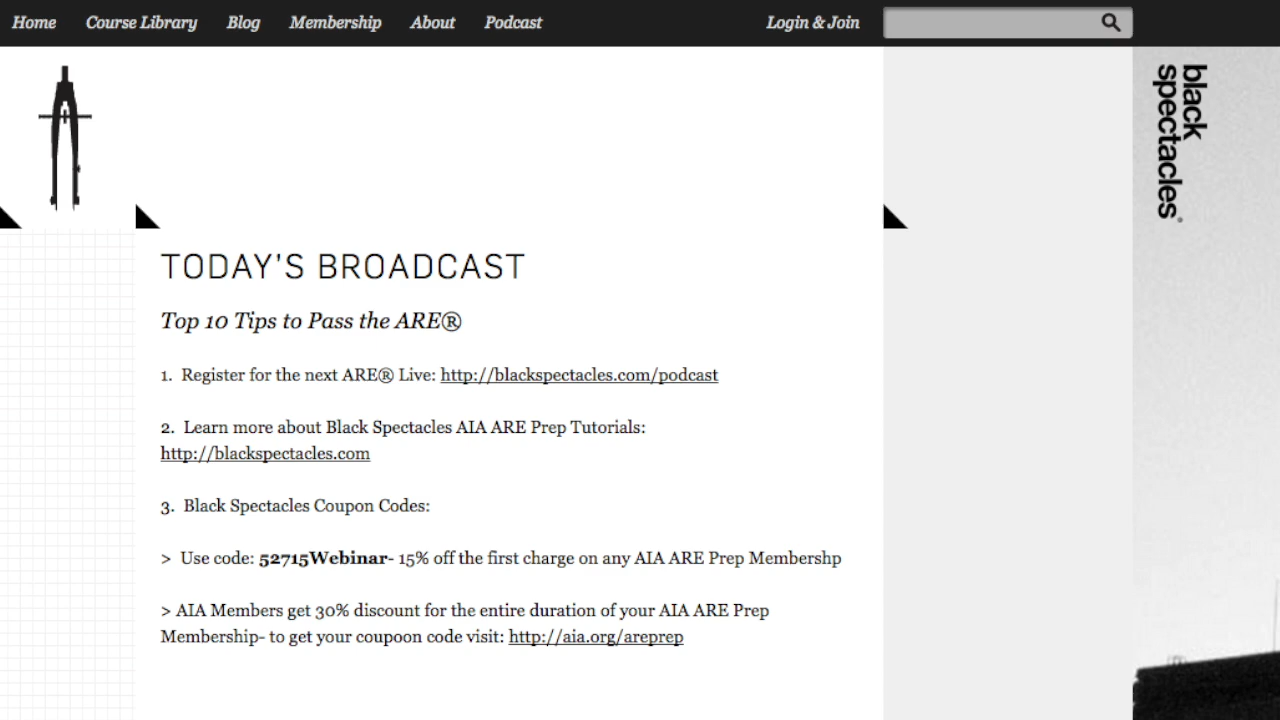 Home Course Library Blog Membership About Podcast Login & Join
black
spectacles®
TODAY'S BROADCAST
Top 10 Tips to Pass the ARE®
1. Register for the next ARE® Live: http://blackspectacles.com/podcast
2. Learn more about Black Spectacles AIA ARE Prep Tutorials:
http://blackspectacles.com
3. Black Spectacles Coupon Codes:
> Use code: 52715Webinar- 15% off the first charge on any AIA ARE Prep Membershp
> AIA Members get 30% discount for the entire duration of your AIA ARE Prep
Membership- to get your coupoon code visit: http://aia.org/areprep